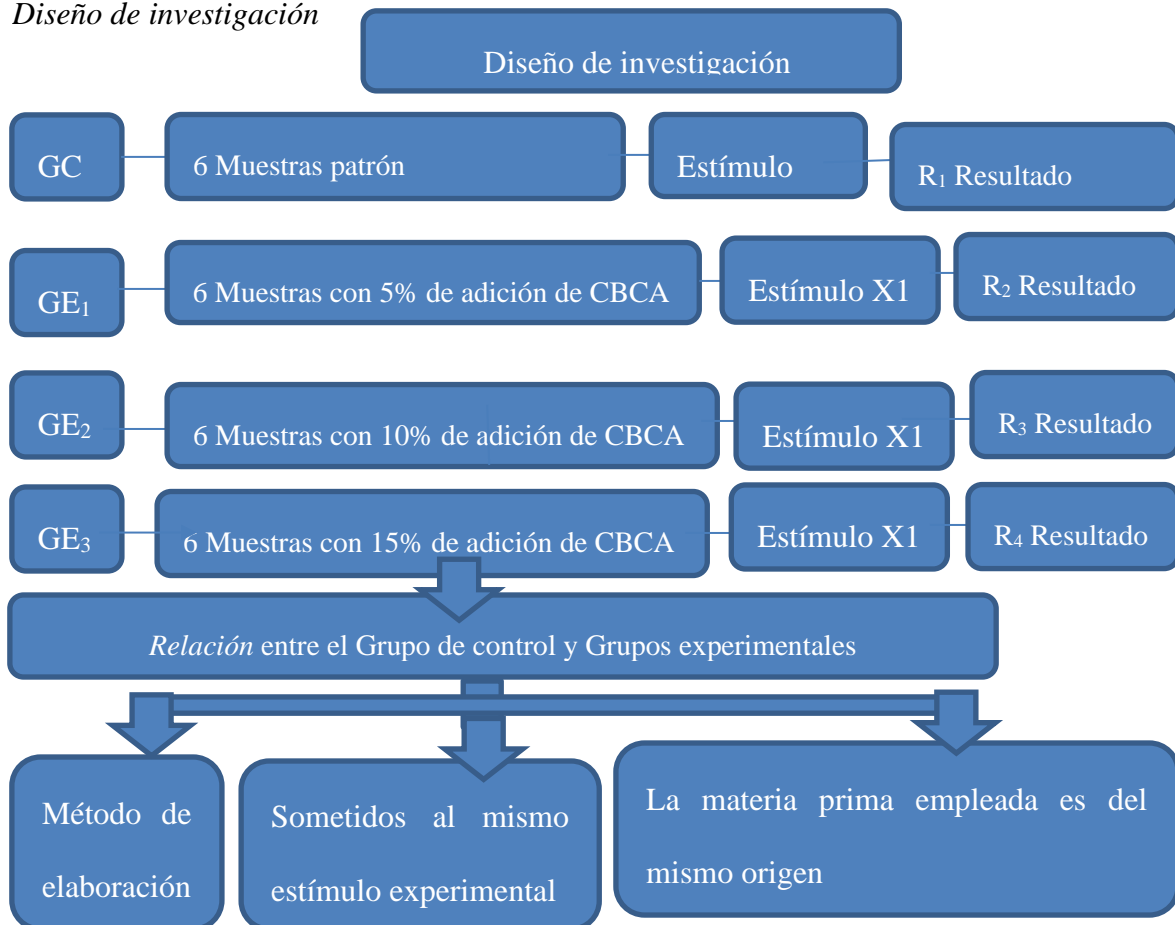 Diseño de investigación
Diseño de investigación
GC
6 Muestras patrón
Estímulo
R₁ Resultado
GE₁
6 Muestras con 5% de adición de CBCA
Estímulo X1
R₂ Resultado
GE₂
6 Muestras con 10% de adición de CBCA
Estímulo X1
R₃ Resultado
GE₃
6 Muestras con 15% de adición de CBCA
Estímulo X1
R₄ Resultado
Relación entre el Grupo de control y Grupos experimentales
Método de
elaboración
Sometidos al mismo
estímulo experimental
La materia prima empleada es del
mismo origen